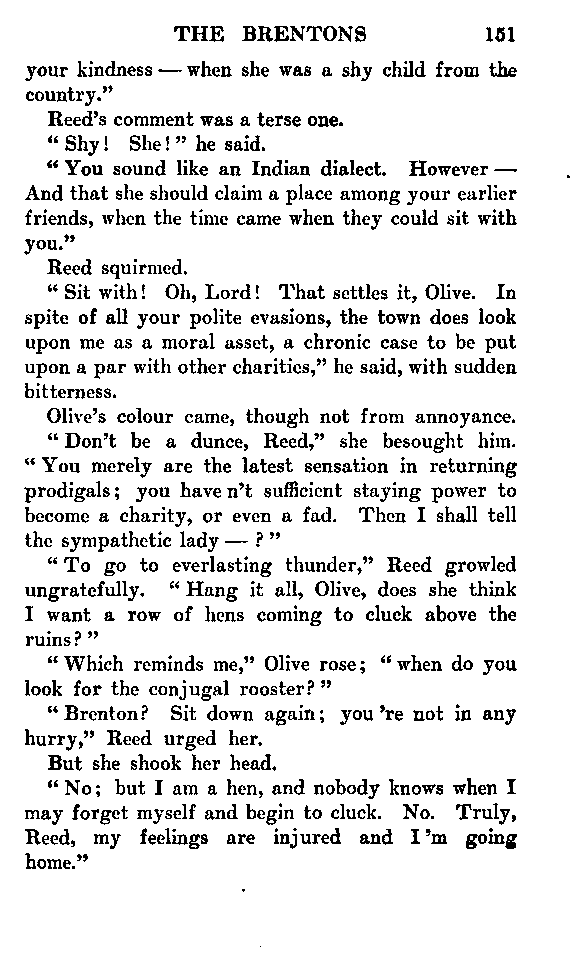 THE BRENTONS 151
your kindness — when she was a shy child from the
country.”
Reed’s comment was a terse one.
“ Shy! She! ” he said.
“ You sound like an Indian dialect. However —
And that she should claim a place among your earlier
friends, when the time came when they could sit with
you.”
Reed squirmed.
“ Sit with! Oh, Lord! That settles it, Olive. In
spite of all your polite evasions, the town does look
upon me as a moral asset, a chronic case to be put
upon a par with other charities,” he said, with sudden
bitterness.
Olive’s colour came, though not from annoyance.
“ Don’t be a dunce, Reed,” she besought him.
“ You merely are the latest sensation in returning
prodigals; you have n’t sufficient staying power to
become a charity, or even a fad. Then I shall tell
the sympathetic lady — ? ”
“ To go to everlasting thunder,” Reed growled
ungratefully. “ Hang it all, Olive, does she think
I want a row of hens coming to cluck above the
ruins? ”
“ Which reminds me,” Olive rose; “ when do you
look for the conjugal rooster? ”
“ Brenton? Sit down again; you ’re not in any
hurry,” Reed urged her.
But she shook her head.
“ No; but I am a hen, and nobody knows when I
may forget myself and begin to cluck. No. Truly,
Reed, my feelings are injured and I ’m going
home.”